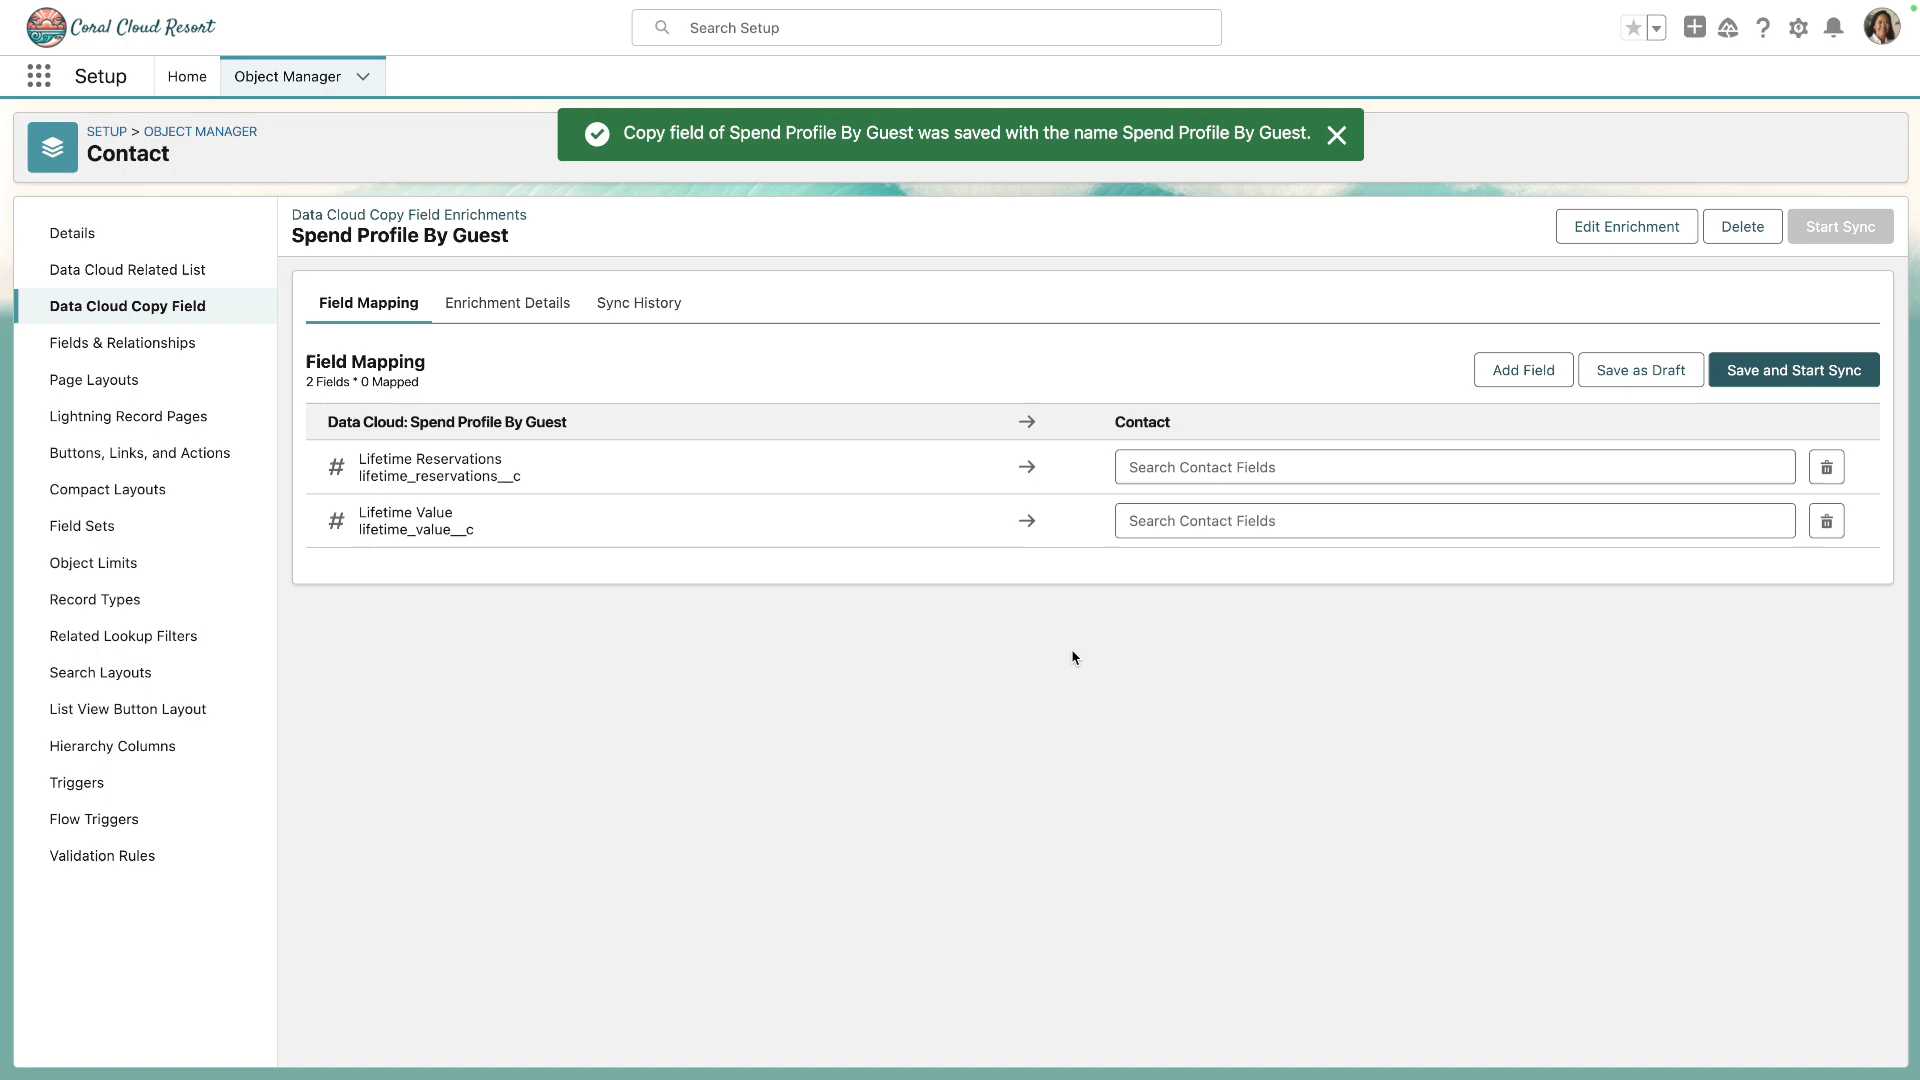 Coral Cloud Resort
Search Setup
Setup
Home
Object Manager
SETUP > OBJECT MANAGER
Contact
Copy field of Spend Profile By Guest was saved with the name Spend Profile By Guest.
Details
Data Cloud Related List
Data Cloud Copy Field
Fields & Relationships
Page Layouts
Lightning Record Pages
Buttons, Links, and Actions
Compact Layouts
Field Sets
Object Limits
Record Types
Related Lookup Filters
Search Layouts
List View Button Layout
Hierarchy Columns
Triggers
Flow Triggers
Validation Rules
Data Cloud Copy Field Enrichments
Spend Profile By Guest
Edit Enrichment
Delete
Start Sync
Field Mapping
Enrichment Details
Sync History
Field Mapping
2 Fields * 0 Mapped
Add Field
Save as Draft
Save and Start Sync
Data Cloud: Spend Profile By Guest
Contact
Lifetime Reservations
lifetime_reservations__c
Search Contact Fields
Lifetime Value
lifetime_value__c
Search Contact Fields